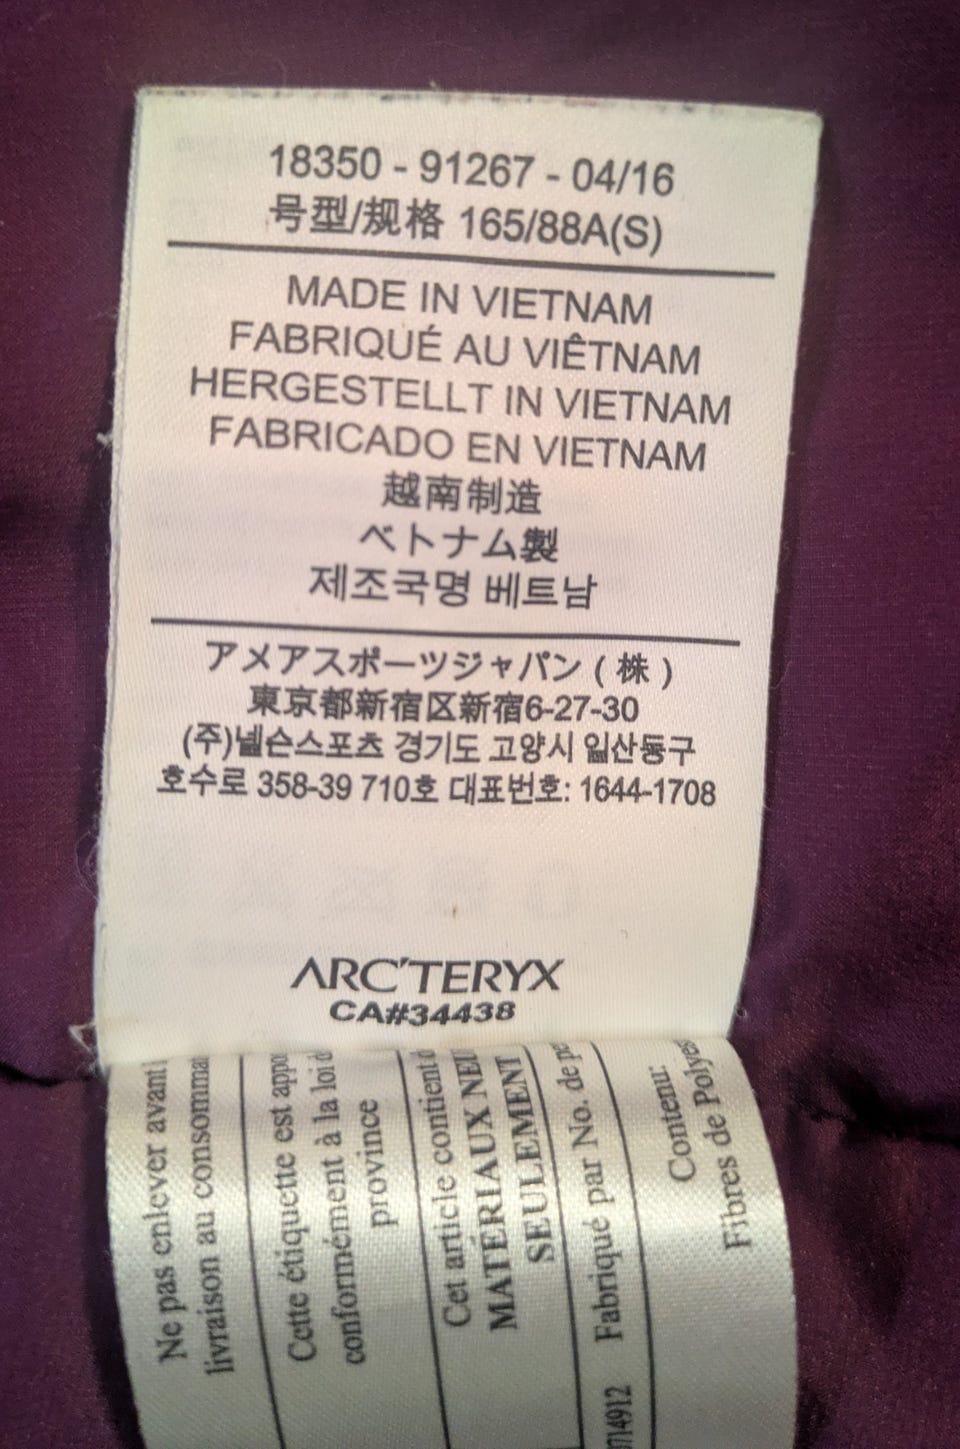 18350 - 91267 - 04/16
号型/规格 165/88A(S)
MADE IN VIETNAM
FABRIQUÉ AU VIÊTNAM
HERGESTELLT IN VIETNAM
FABRICADO EN VIETNAM
越南制造
ベトナム製
제조국명 베트남
アメアスポーツジャパン ( 株 )
東京都新宿区新宿6-27-30
(주)넬슨스포츠 경기도 고양시 일산동구
호수로 358-39 710호 대표번호: 1644-1708
ARC'TERYX
CA#34438
Ne pas enlever avant
livraison au
Cette étiquette est
conformément à la loi
province
Cet article contient
MATÉRIAUX
SEULEMENT
Fabriqué par No. de
Contenu:
Fibres de